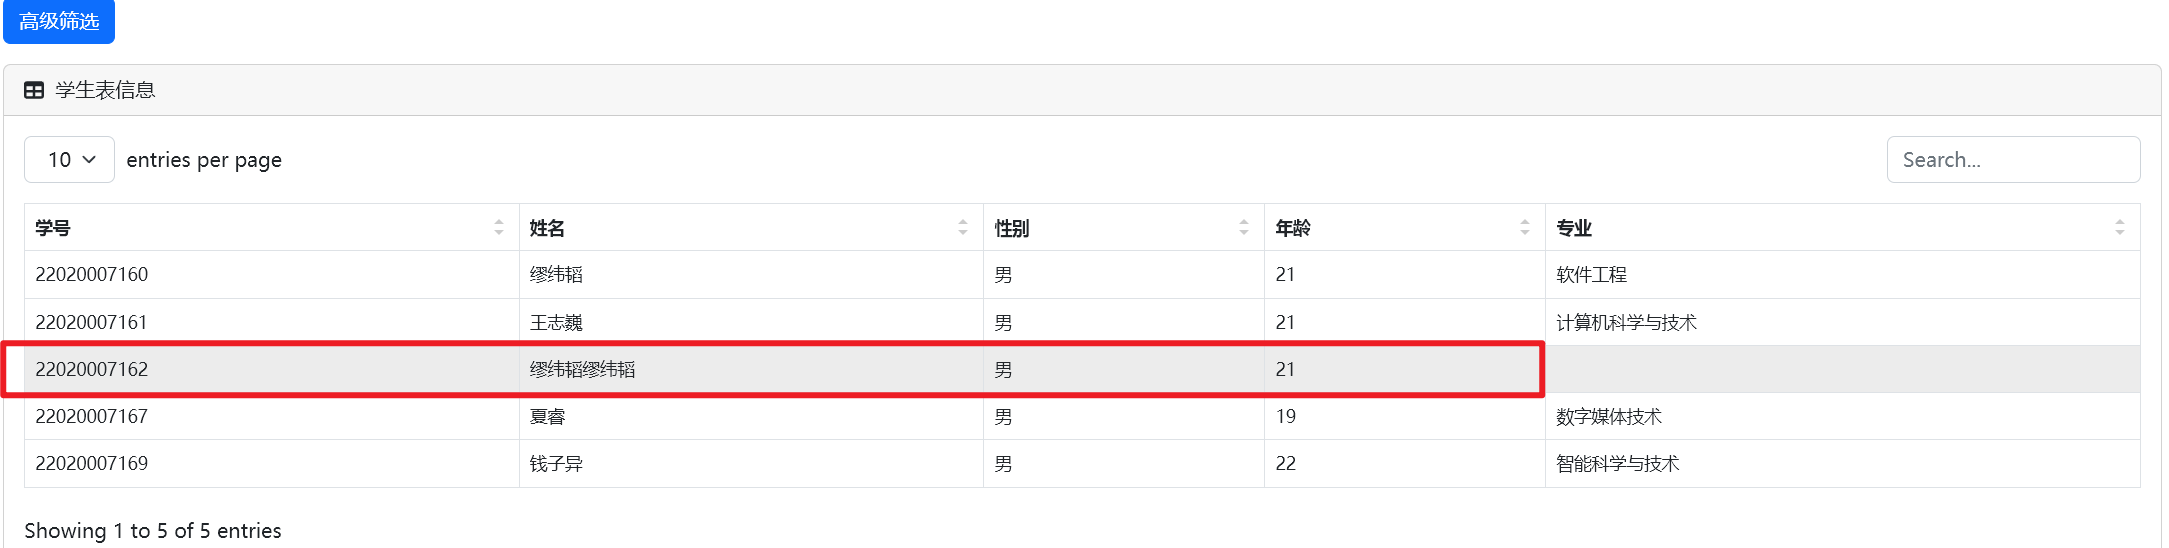 高级筛选
学生表信息
10 entries per page
Search...
学号 姓名 性别 年龄 专业
22020007160 缪纬韬 男 21 软件工程
22020007161 王志巍 男 21 计算机科学与技术
22020007162 缪纬韬缪纬韬 男 21
22020007167 夏睿 男 19 数字媒体技术
22020007169 钱子异 男 22 智能科学与技术
Showing 1 to 5 of 5 entries